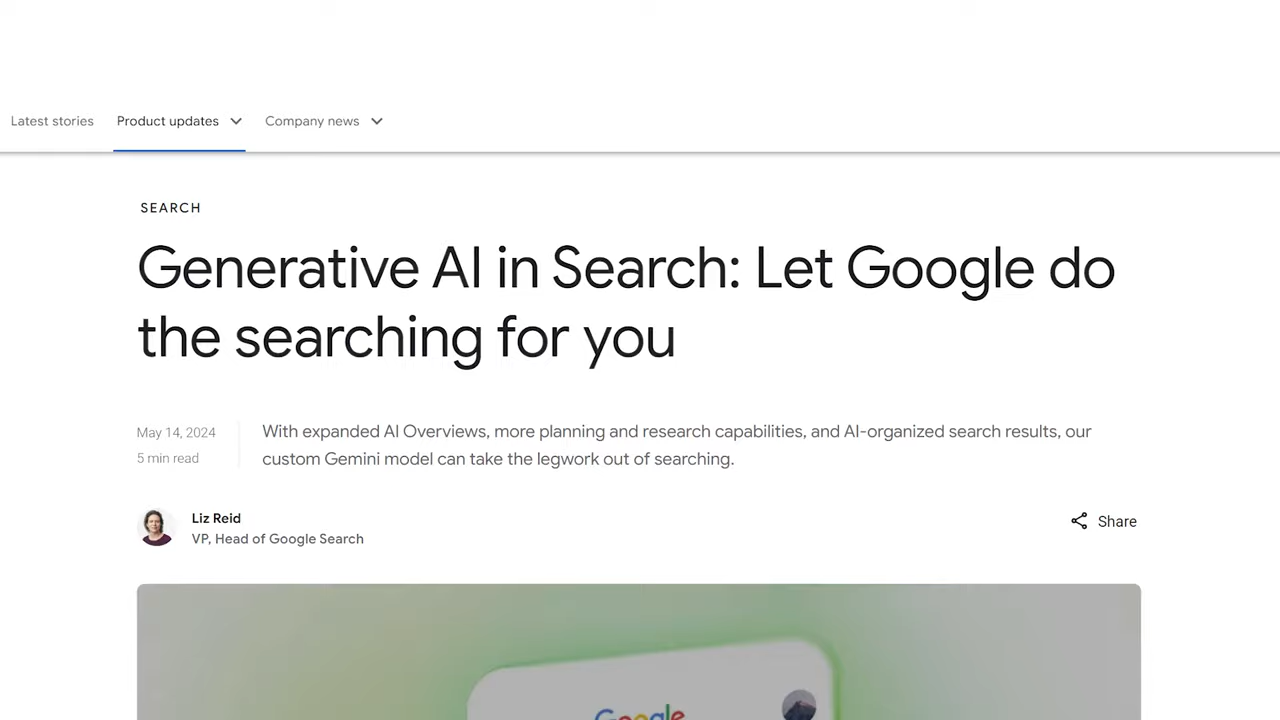 Latest stories
Product updates
Company news
SEARCH
Generative AI in Search: Let Google do
the searching for you
May 14, 2024
5 min read
With expanded AI Overviews, more planning and research capabilities, and AI-organized search results, our
custom Gemini model can take the legwork out of searching.
Liz Reid
VP, Head of Google Search
Share
Google